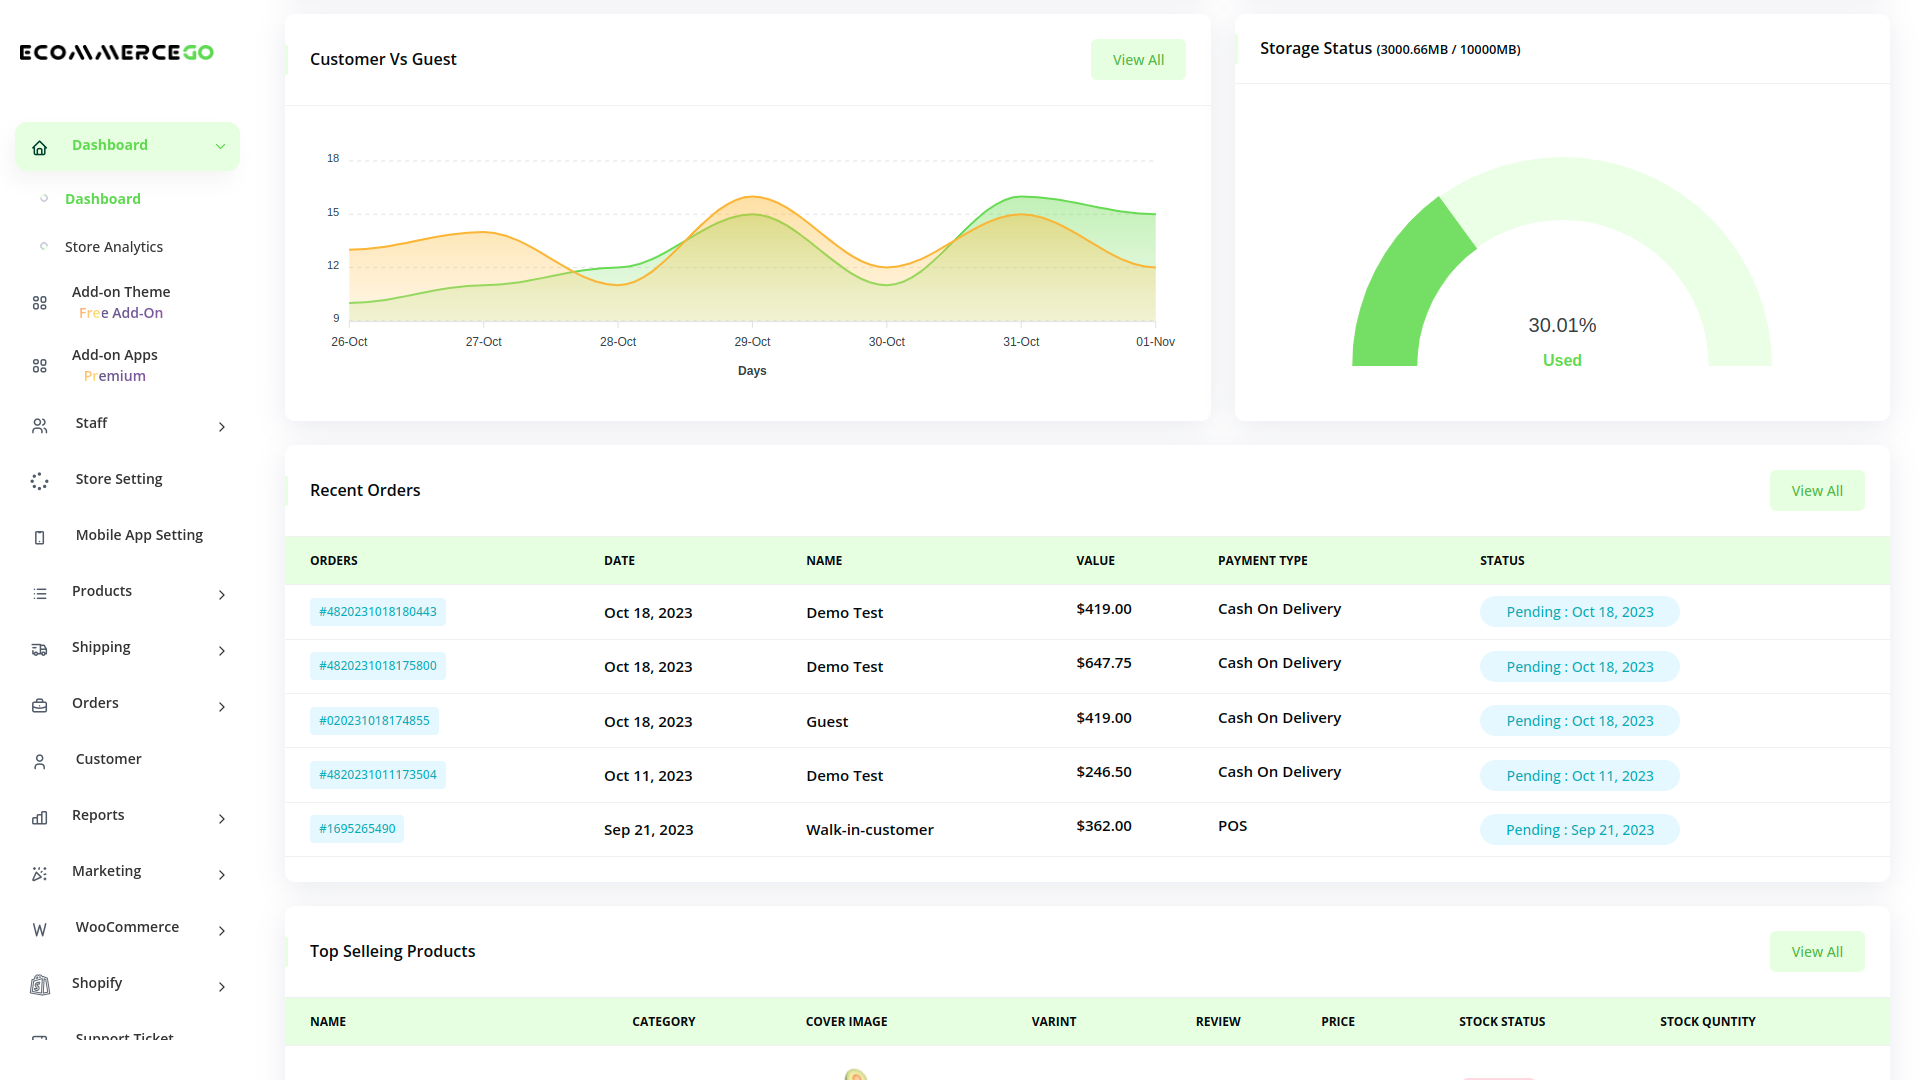 ECOMMERCEGO
Dashboard
Dashboard
Store Analytics
Add-on Theme
Free Add-On
Add-on Apps
Premium
Staff
Store Setting
Mobile App Setting
Products
Shipping
Orders
Customer
Reports
Marketing
WooCommerce
Shopify
Support Ticket
Customer Vs Guest
View All
18
15
12
9
26-Oct 27-Oct 28-Oct 29-Oct 30-Oct 31-Oct 01-Nov
Days
Storage Status (3000.66MB / 10000MB)
30.01%
Used
Recent Orders
View All
ORDERS DATE NAME VALUE PAYMENT TYPE STATUS
#4820231018180443 Oct 18, 2023 Demo Test $419.00 Cash On Delivery Pending : Oct 18, 2023
#4820231018175800 Oct 18, 2023 Demo Test $647.75 Cash On Delivery Pending : Oct 18, 2023
#020231018174855 Oct 18, 2023 Guest $419.00 Cash On Delivery Pending : Oct 18, 2023
#4820231011173504 Oct 11, 2023 Demo Test $246.50 Cash On Delivery Pending : Oct 11, 2023
#1695265490 Sep 21, 2023 Walk-in-customer $362.00 POS Pending : Sep 21, 2023
Top Selleing Products
View All
NAME CATEGORY COVER IMAGE VARINT REVIEW PRICE STOCK STATUS STOCK QUNTITY